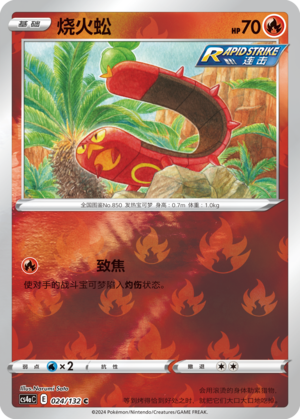 基础 烧火蚣 HP70
RAPID STRIKE
连击
全国图鉴No.850 发热宝可梦 身高：0.7m 体重：1.0kg
致焦
使对手的战斗宝可梦陷入灼伤状态。
弱点 ×2 抵抗力 撤退
Illus.Narumi Sato
CS4aC E 024/132 C
©2024 Pokémon/Nintendo/Creatures/GAME FREAK.